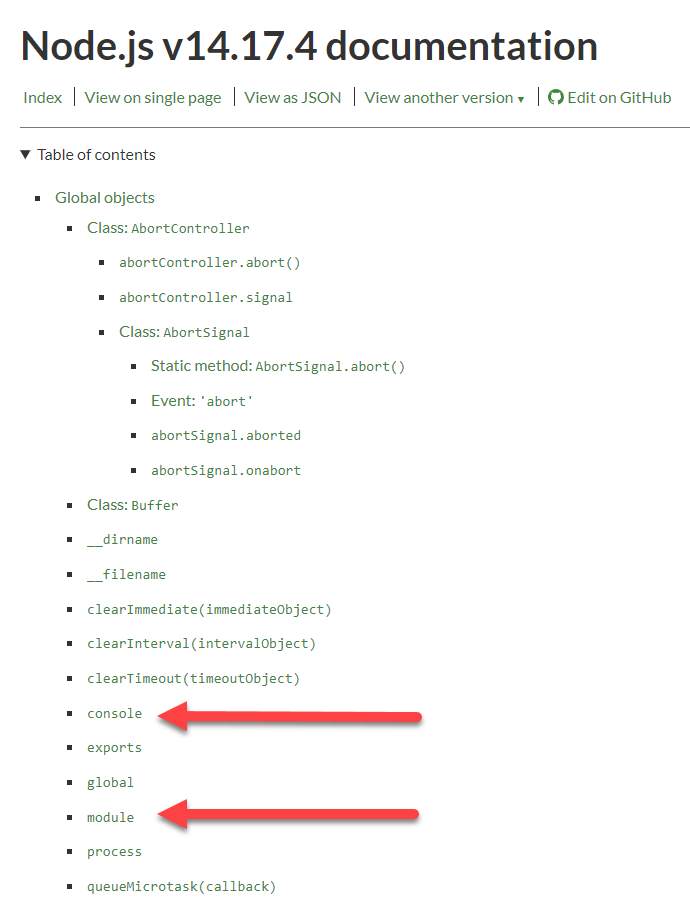 Node.js v14.17.4 documentation
Index View on single page View as JSON View another version ▼ Edit on GitHub
▼ Table of contents
Global objects
Class: AbortController
abortController.abort()
abortController.signal
Class: AbortSignal
Static method: AbortSignal.abort()
Event: 'abort'
abortSignal.aborted
abortSignal.onabort
Class: Buffer
__dirname
__filename
clearImmediate(immediateObject)
clearInterval(intervalObject)
clearTimeout(timeoutObject)
console
exports
global
module
process
queueMicrotask(callback)